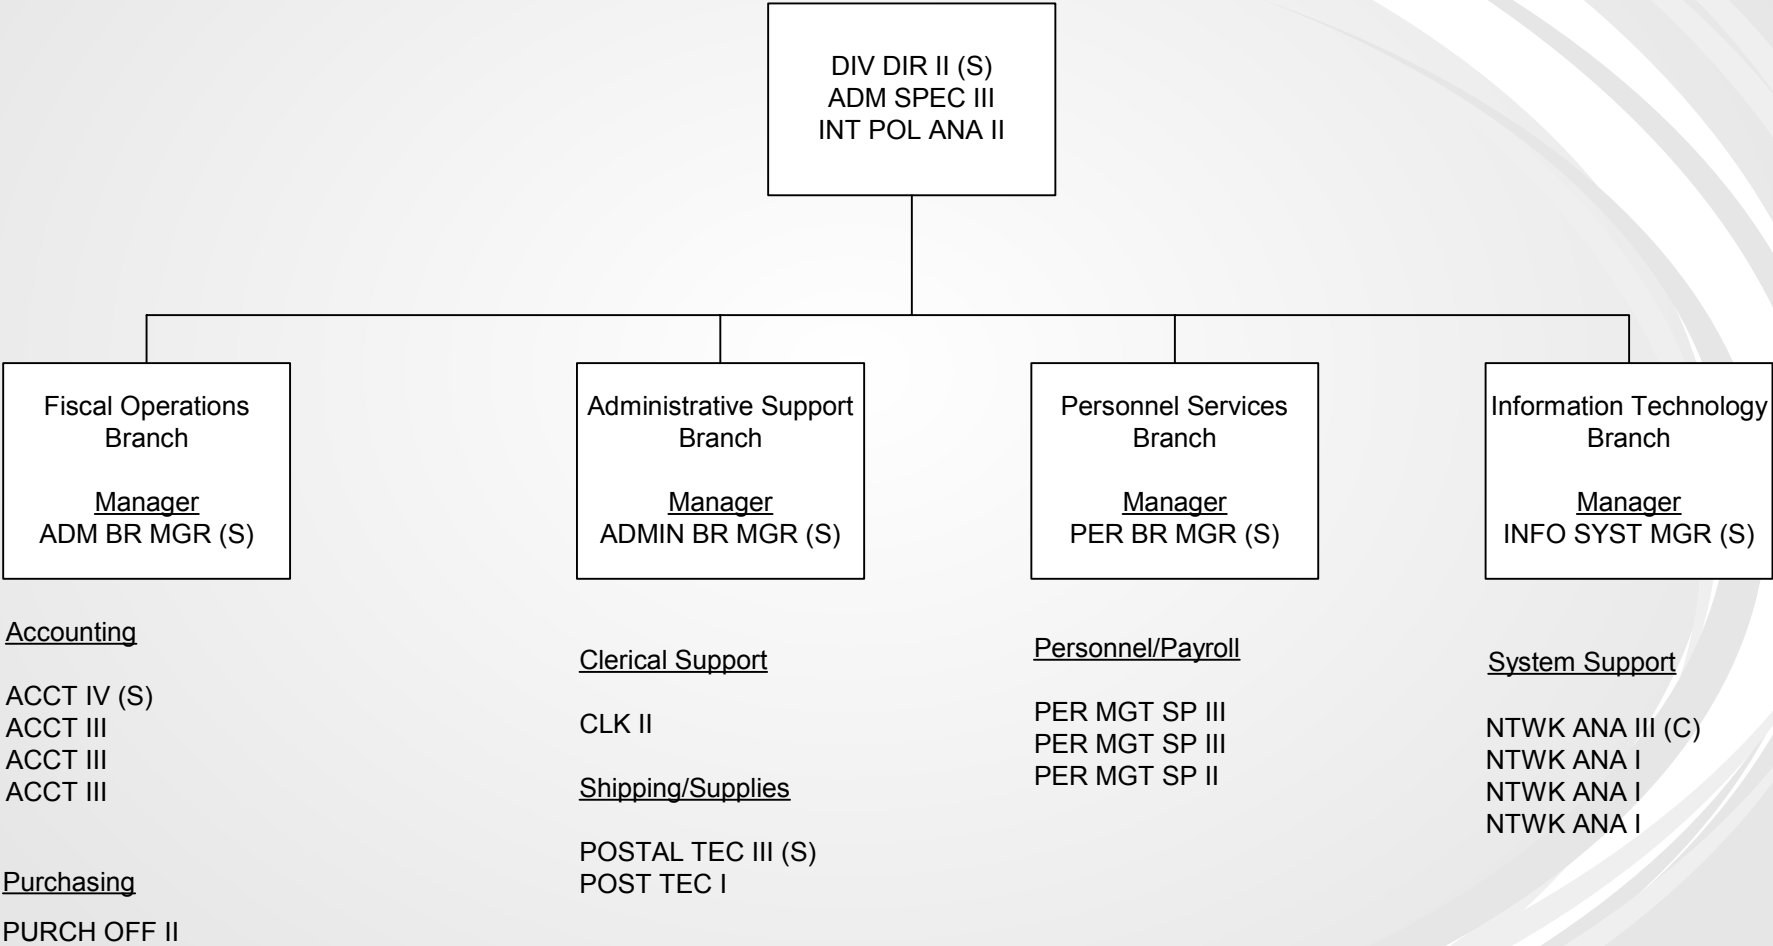 DIV DIR II (S)
ADM SPEC III
INT POL ANA II
Fiscal Operations
Branch
Manager
ADM BR MGR (S)
Administrative Support
Branch
Manager
ADMIN BR MGR (S)
Personnel Services
Branch
Manager
PER BR MGR (S)
Information Technology
Branch
Manager
INFO SYST MGR (S)
Accounting
ACCT IV (S)
ACCT III
ACCT III
ACCT III
Purchasing
PURCH OFF II
Clerical Support
CLK II
Shipping/Supplies
POSTAL TEC III (S)
POST TEC I
Personnel/Payroll
PER MGT SP III
PER MGT SP III
PER MGT SP II
System Support
NTWK ANA III (C)
NTWK ANA I
NTWK ANA I
NTWK ANA I